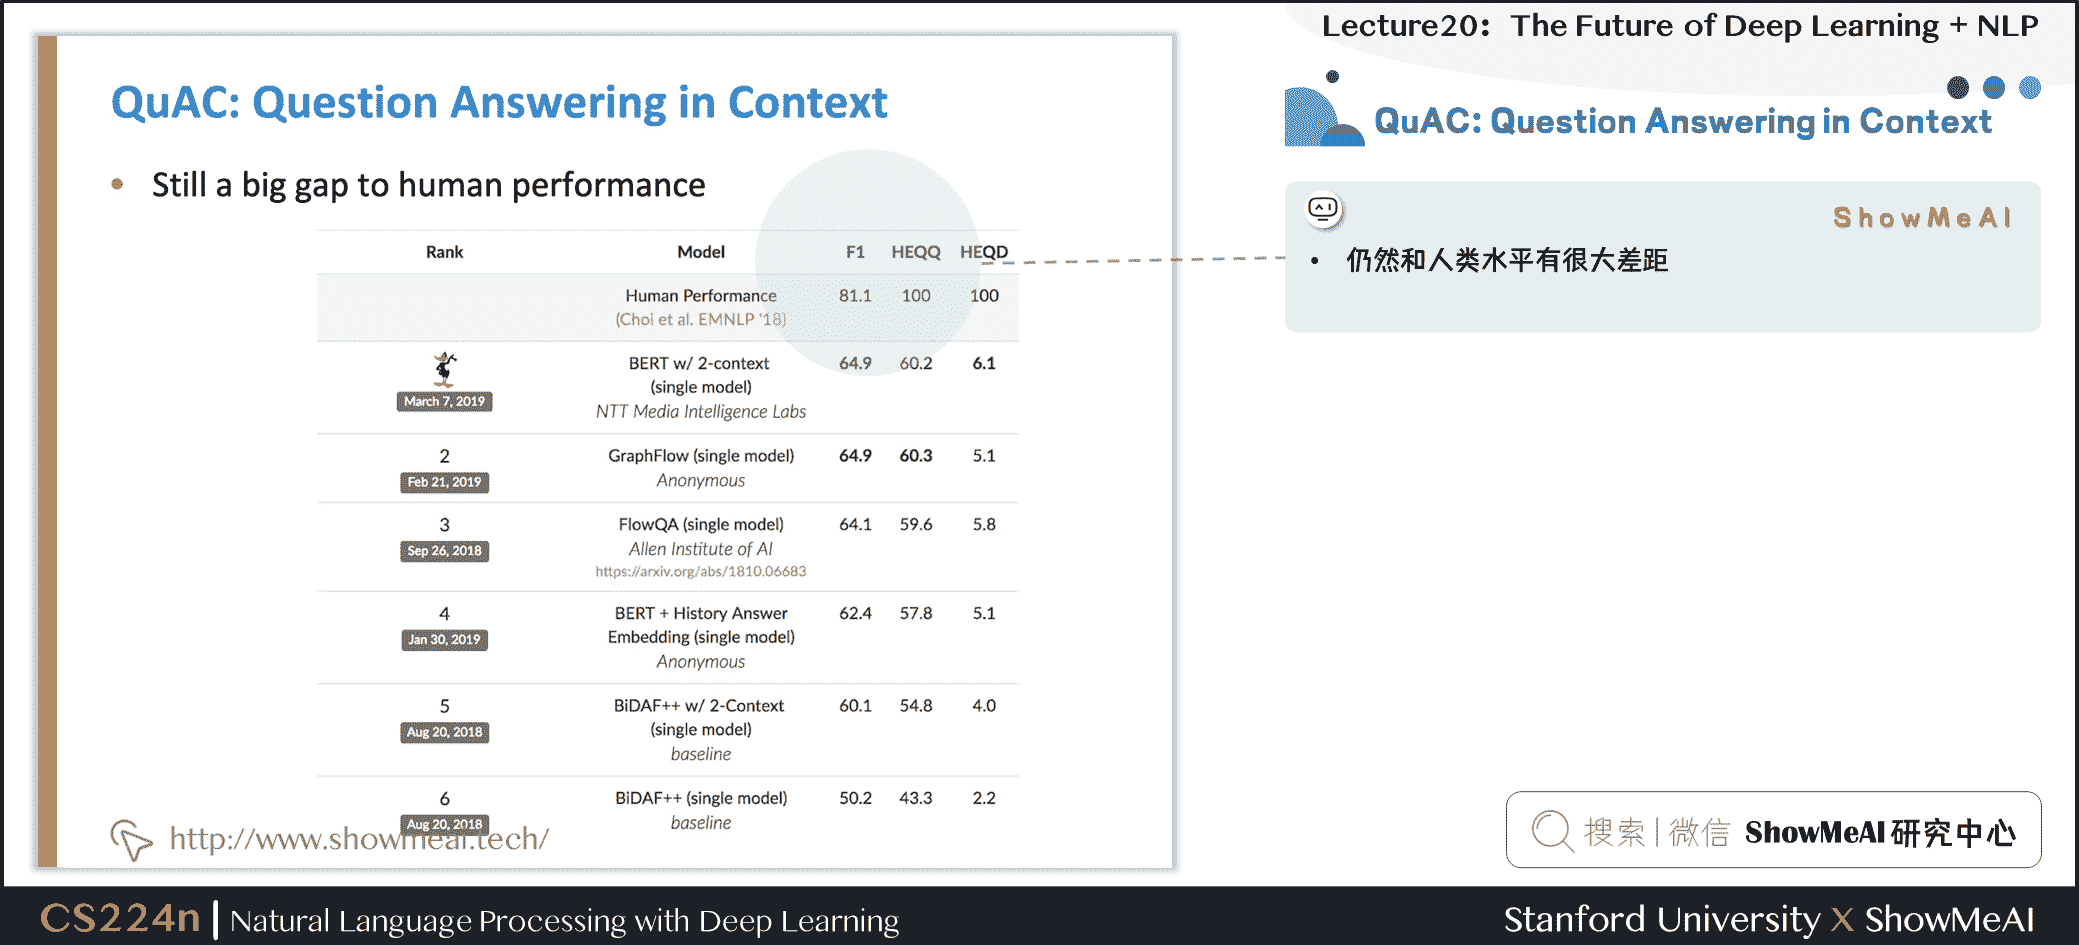 Lecture20: The Future of Deep Learning + NLP
QuAC: Question Answering in Context
Still a big gap to human performance
Rank Model F1 HEQQ HEQD
Human Performance 81.1 100 100
(Choi et al. EMNLP '18)
BERT w/ 2-context 64.9 60.2 6.1
(single model)
March 7, 2019
NTT Media Intelligence Labs
2 GraphFlow (single model) 64.9 60.3 5.1
Feb 21, 2019 Anonymous
3 FlowQA (single model) 64.1 59.6 5.8
Sep 26, 2018 Allen Institute of AI
https://arxiv.org/abs/1810.06683
4 BERT + History Answer 62.4 57.8 5.1
Jan 30, 2019 Embedding (single model)
Anonymous
5 BiDAF++ w/ 2-Context 60.1 54.8 4.0
Aug 20, 2018 (single model)
baseline
6 BiDAF++ (single model) 50.2 43.3 2.2
Aug 20, 2018 baseline
http://www.showmeai.tech/
QuAC: Question Answering in Context
ShowMeAI
仍然和人类水平有很大差距
搜索|微信 ShowMeAI研究中心
CS224n | Natural Language Processing with Deep Learning
Stanford University X ShowMeAI